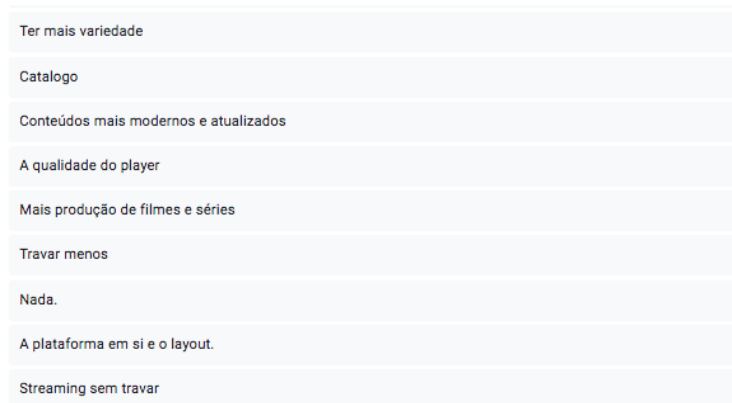 Ter mais variedade
Catalogo
Conteúdos mais modernos e atualizados
A qualidade do player
Mais produção de filmes e séries
Travar menos
Nada.
A plataforma em si e o layout.
Streaming sem travar